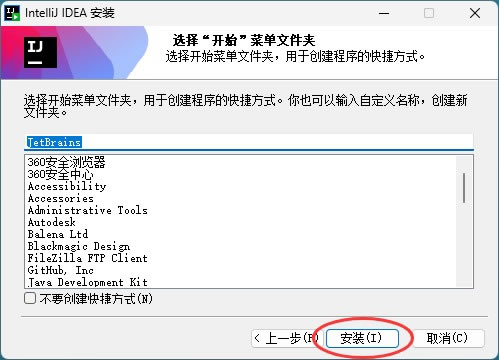 IntelliJ IDEA 安装
IJ
选择“开始”菜单文件夹
选择开始菜单文件夹，用于创建程序的快捷方式。
选择开始菜单文件夹，用于创建程序的快捷方式。你也可以输入自定义名称，创建新
文件夹。
JetBrains
360安全浏览器
360安全中心
Accessibility
Accessories
Administrative Tools
Autodesk
Balena Ltd
Blackmagic Design
FileZilla FTP Client
GitHub, Inc
Java Development Kit
不要创建快捷方式(N)
< 上一步(P)
安装(I)
取消(C)